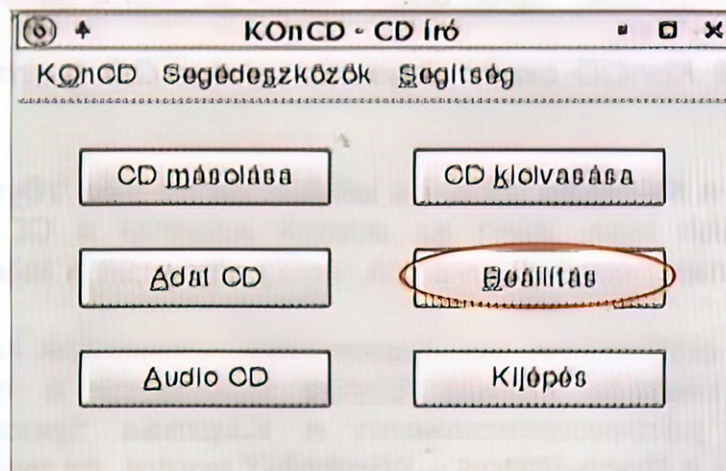 KOnCD - CD író
KOnCD Segédeszközök Segítség
CD másolása
CD kiolvasása
Adat CD
Beállítás
Audio CD
Kilépés